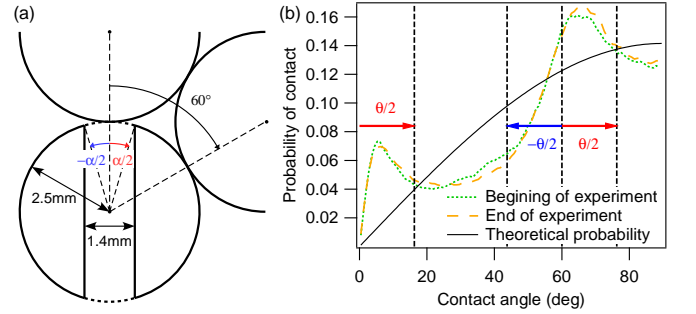 (a)
60°
−α/2
α/2
2.5mm
1.4mm
(b)
Probability of contact
0.16
0.14
0.12
0.10
0.08
0.06
0.04
0.02
θ/2
−θ/2
θ/2
Begining of experiment
End of experiment
Theoretical probability
0
20
40
60
80
Contact angle (deg)